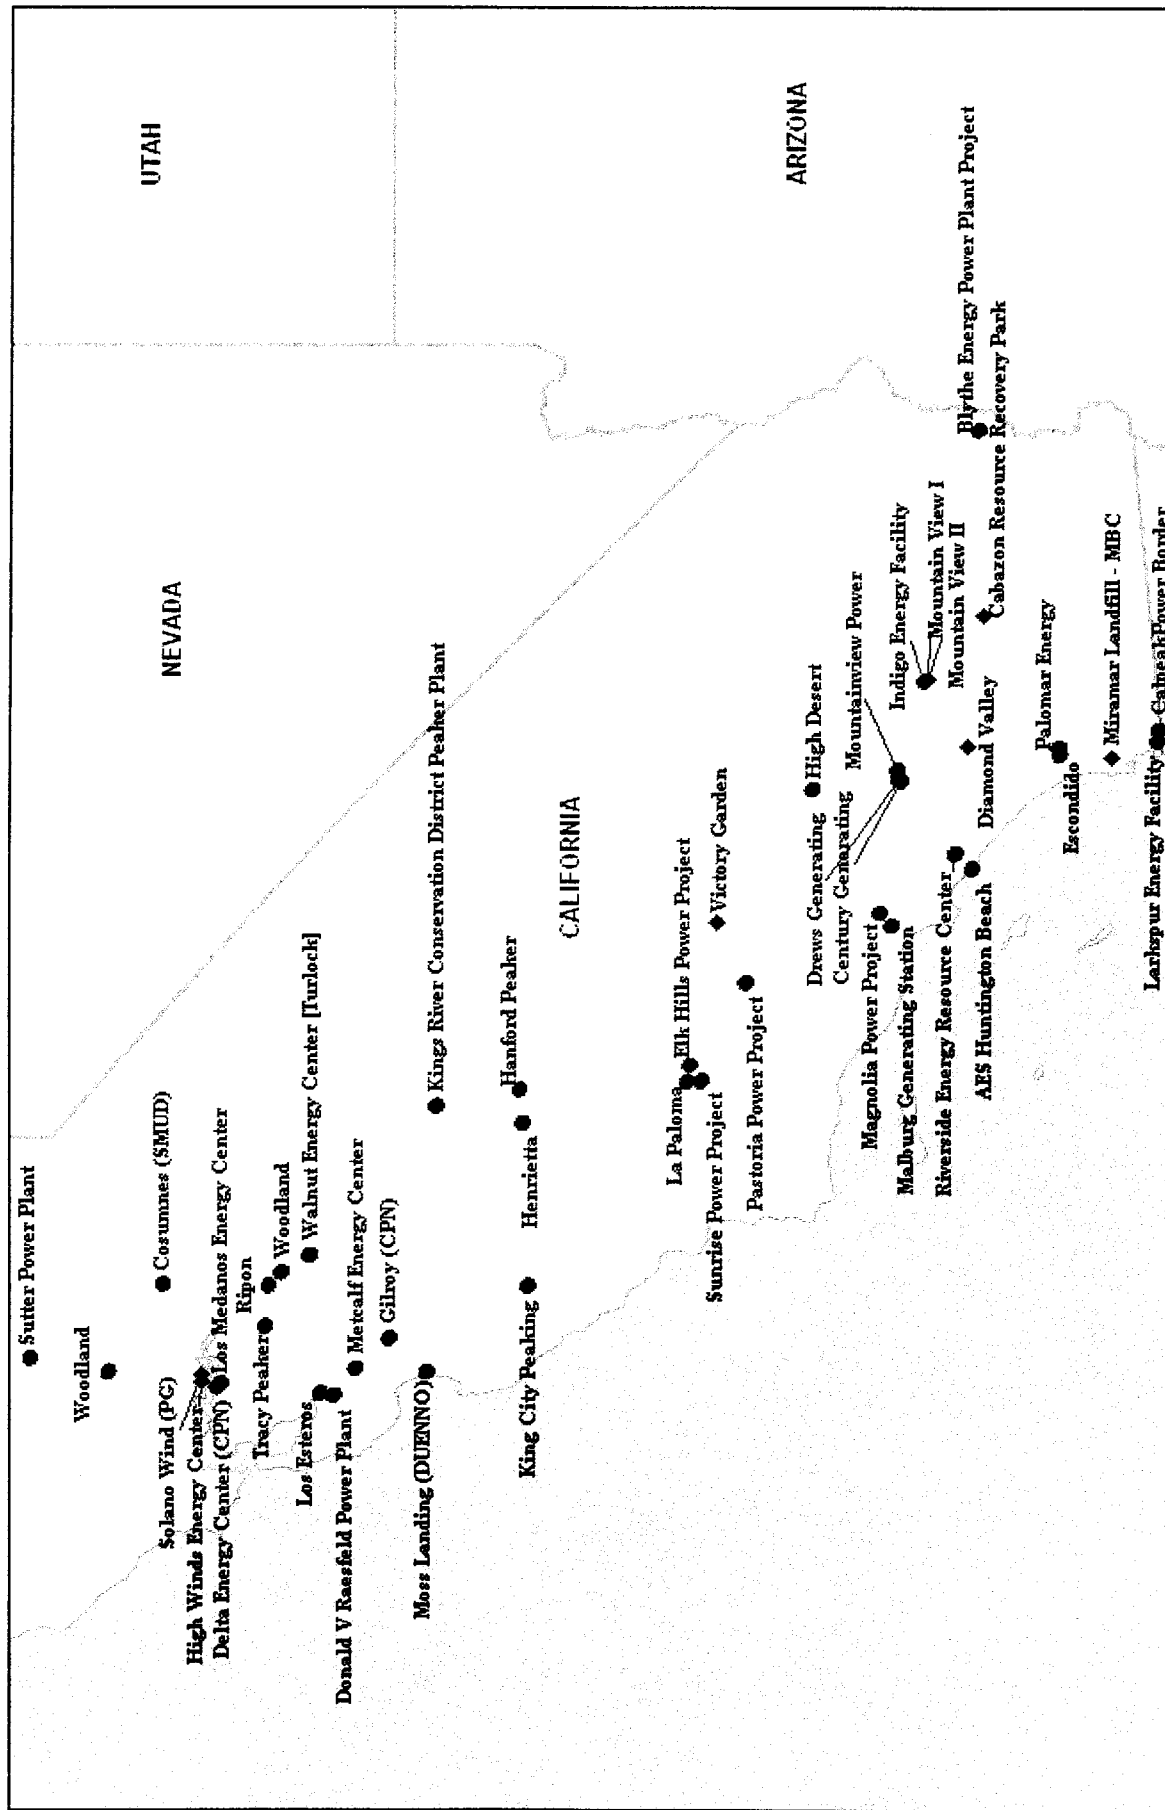 UTAH
NEVADA
ARIZONA
CALIFORNIA
Sutter Power Plant
Woodland
Cosumnes (SMUD)
Solano Wind (PG)
High Winds Energy Center
Delta Energy Center (CPN)
Los Medanos Energy Center
Ripon
Tracy Peaker
Woodland
Walnut Energy Center [Turlock]
Los Esteros
Donald V Raesfeld Power Plant
Metcalf Energy Center
Gilroy (CPN)
Moss Landing (DUENNO)
Kings River Conservation District Peaker Plant
Hanford Peaker
Henrietta
King City Peaking
La Paloma
Elk Hills Power Project
Sunrise Power Project
Victory Garden
Pastoria Power Project
High Desert
Drews Generating
Century Generating
Mountainview Power
Indigo Energy Facility
Mountain View I
Mountain View II
Magnolia Power Project
Malburg Generating Station
Riverside Energy Resource Center
AES Huntington Beach
Diamond Valley
Cabazon Resource Recovery Park
Blythe Energy Power Plant Project
Palomar Energy
Escondido
Miramar Landfill - MBC
Larkspur Energy Facility
Calpeak Power Border